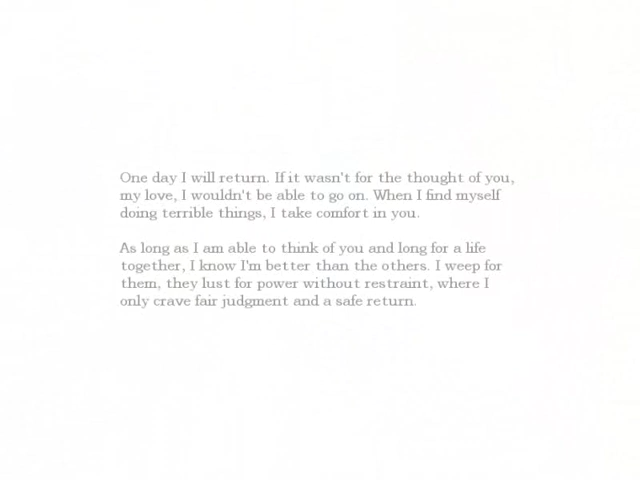 One day I will return. If it wasn't for the thought of you,
my love, I wouldn't be able to go on. When I find myself
doing terrible things, I take comfort in you.
As long as I am able to think of you and long for a life
together, I know I'm better than the others. I weep for
them, they lust for power without restraint, where I
only crave fair judgment and a safe return.